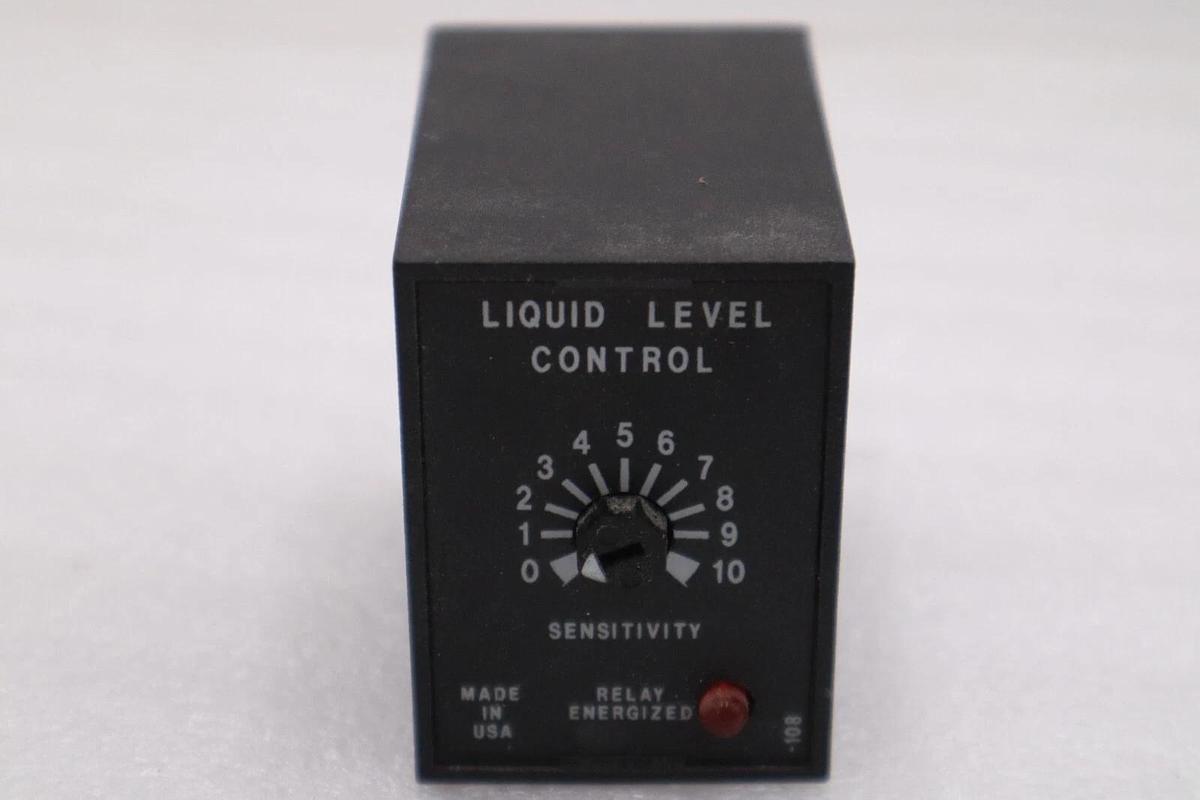 LIQUID LEVEL
CONTROL
0 1 2 3 4 5 6 7 8 9 10
SENSITIVITY
MADE
IN
USA
RELAY
ENERGIZED
-108